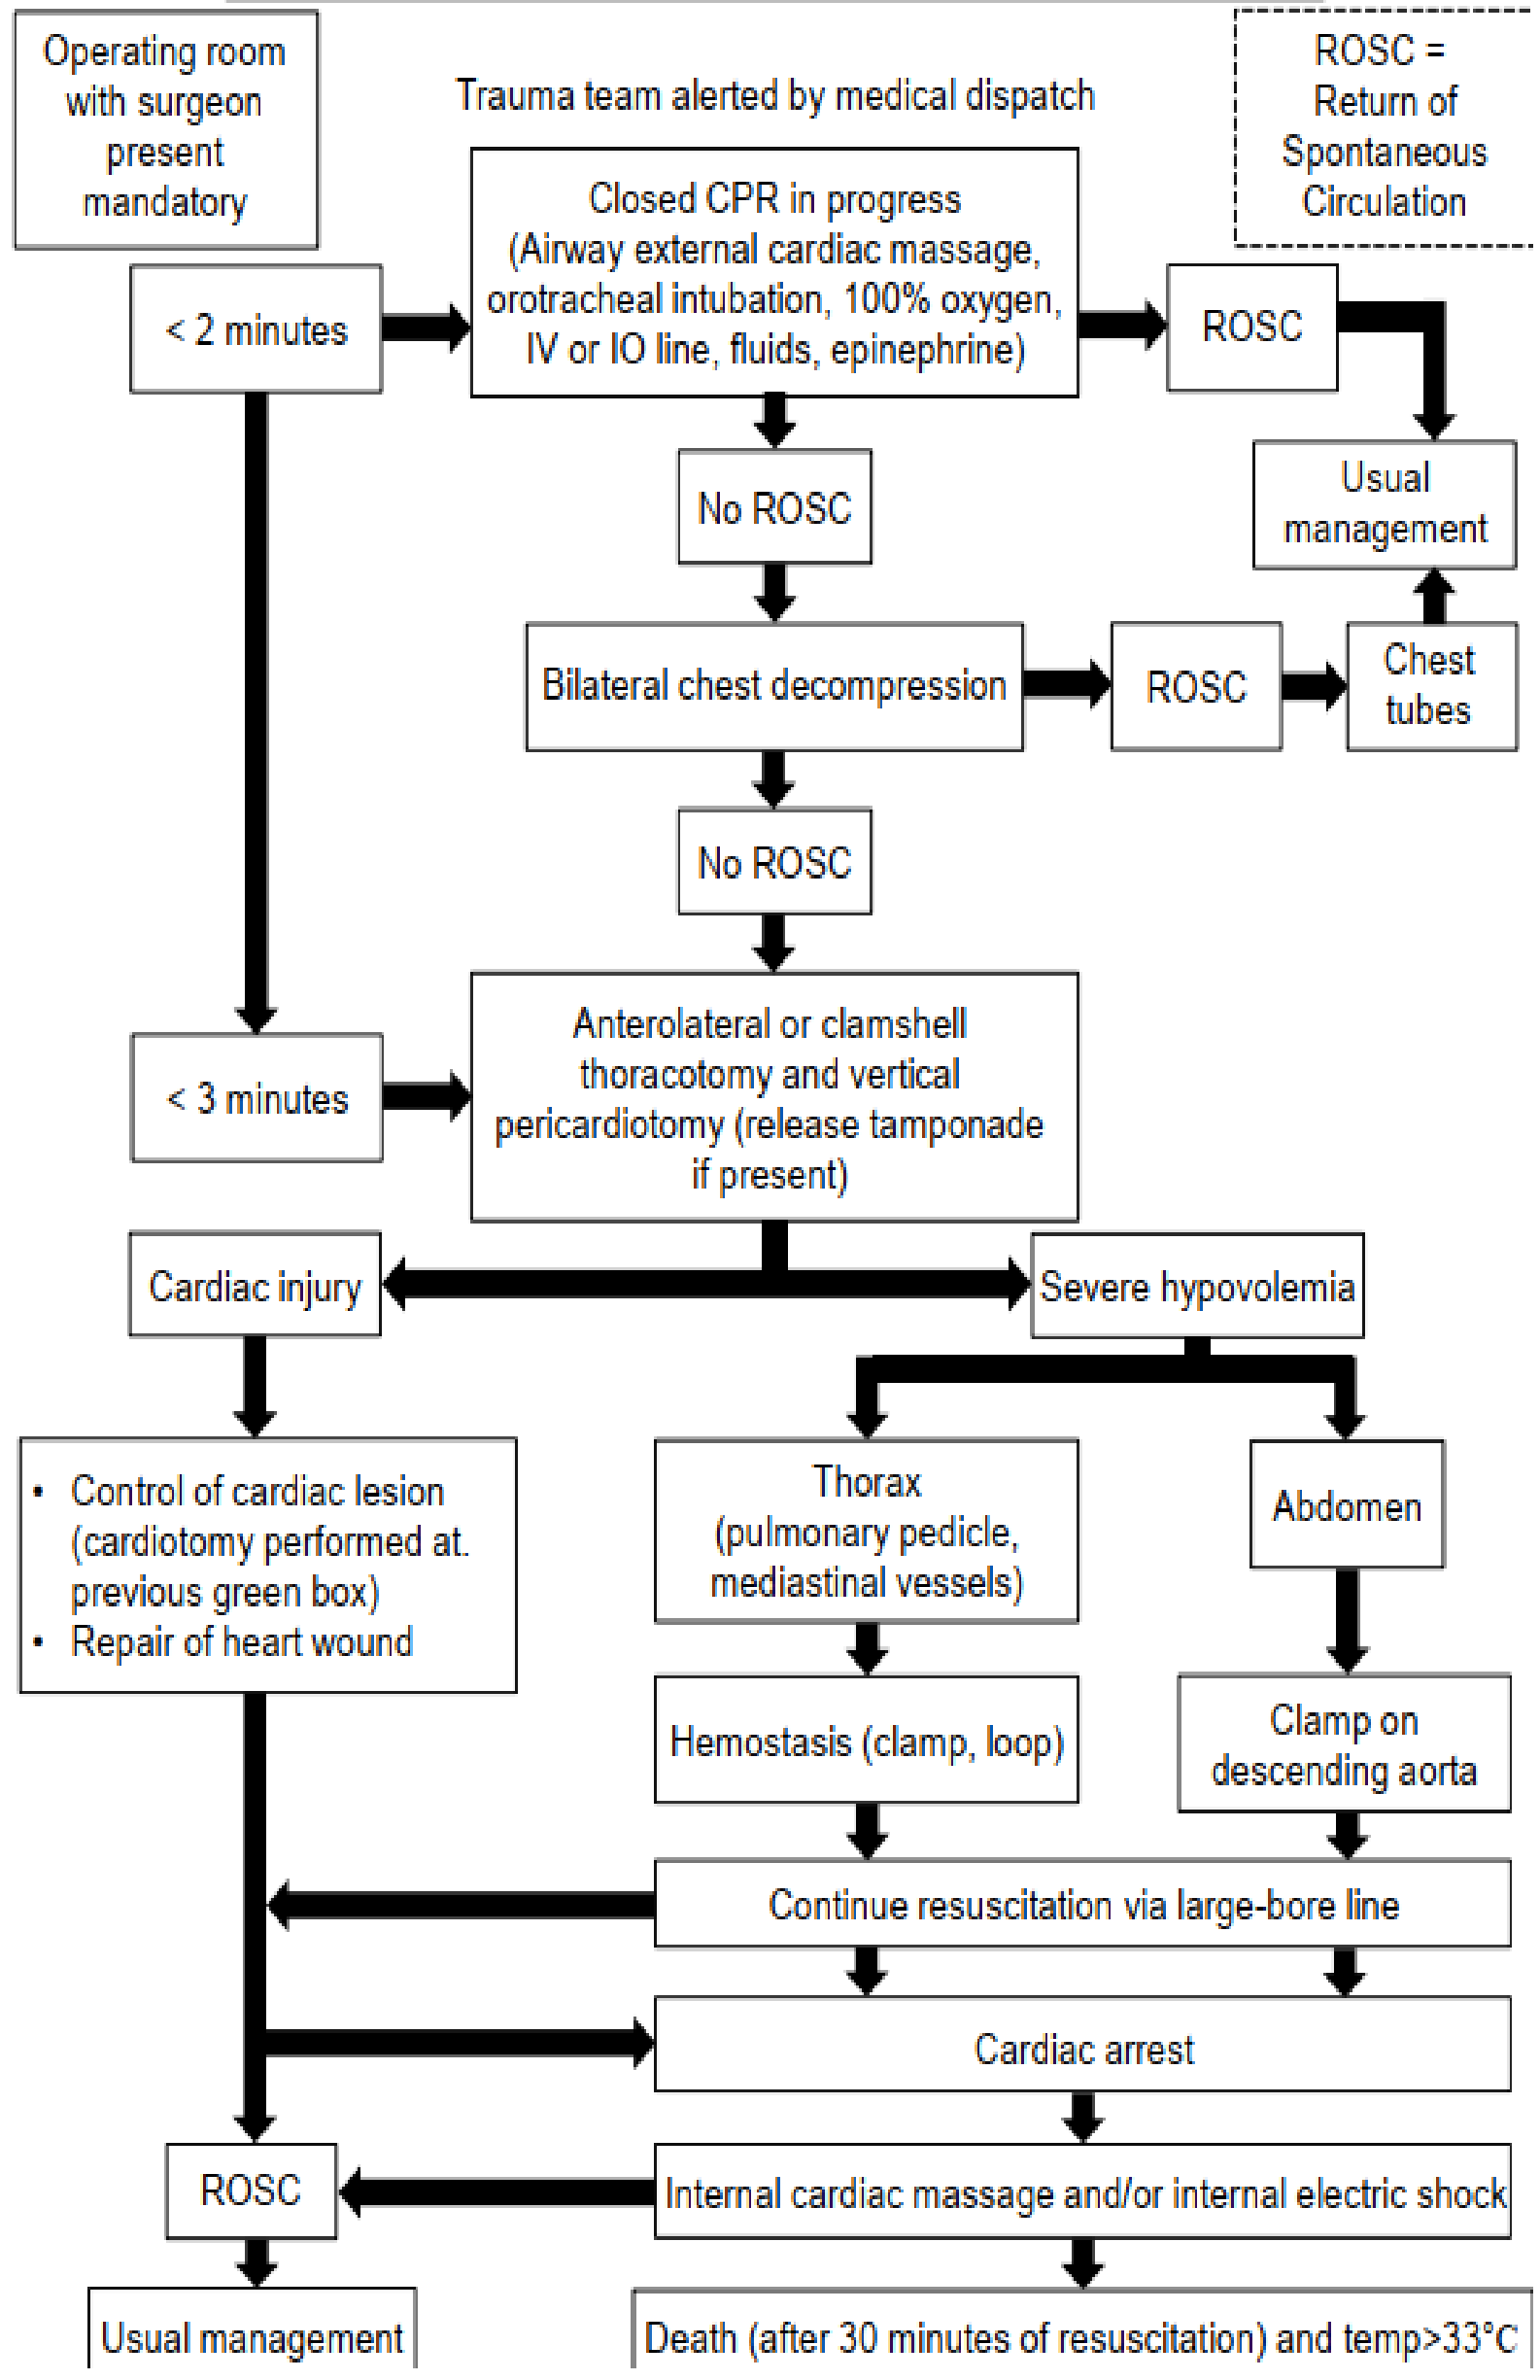 Operating room
with surgeon
present
mandatory
Trauma team alerted by medical dispatch
ROSC =
Return of
Spontaneous
Circulation
< 2 minutes
Closed CPR in progress
(Airway external cardiac massage,
orotracheal intubation, 100% oxygen,
IV or IO line, fluids, epinephrine)
ROSC
No ROSC
Usual
management
Bilateral chest decompression
ROSC
Chest
tubes
No ROSC
< 3 minutes
Anterolateral or clamshell
thoracotomy and vertical
pericardiotomy (release tamponade
if present)
Cardiac injury
Severe hypovolemia
• Control of cardiac lesion
(cardiotomy performed at.
previous green box)
• Repair of heart wound
Thorax
(pulmonary pedicle,
mediastinal vessels)
Abdomen
Hemostasis (clamp, loop)
Clamp on
descending aorta
Continue resuscitation via large-bore line
Cardiac arrest
ROSC
Internal cardiac massage and/or internal electric shock
Usual management
Death (after 30 minutes of resuscitation) and temp>33°C